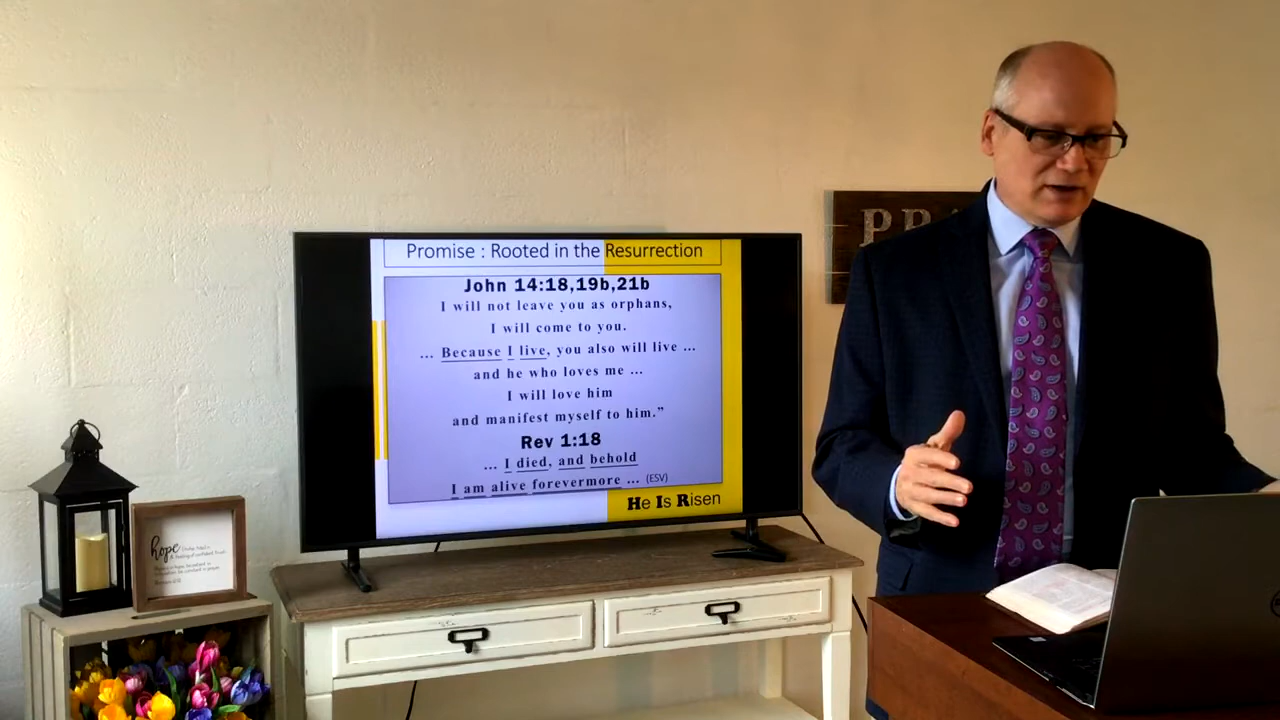 Promise : Rooted in the Resurrection
John 14:18,19b,21b
I will not leave you as orphans,
I will come to you.
... Because I live, you also will live ...
and he who loves me ...
I will love him
and manifest myself to him.”
Rev 1:18
... I died, and behold
I am alive forevermore ... (ESV)
He Is Risen
PR
hope